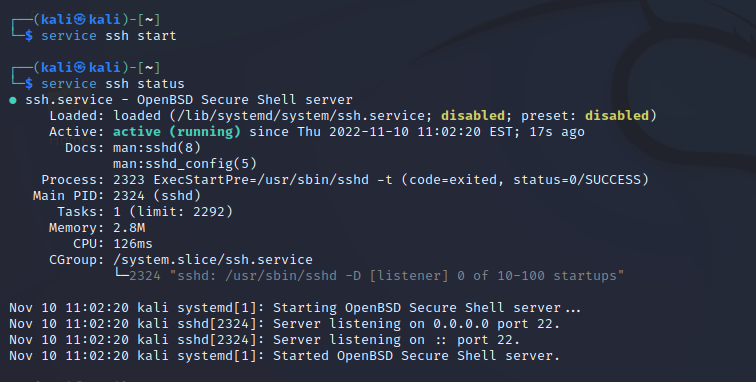 ┌──(kali㉿kali)-[~]
└─$ service ssh start
┌──(kali㉿kali)-[~]
└─$ service ssh status
● ssh.service - OpenBSD Secure Shell server
Loaded: loaded (/lib/systemd/system/ssh.service; disabled; preset: disabled)
Active: active (running) since Thu 2022-11-10 11:02:20 EST; 17s ago
Docs: man:sshd(8)
man:sshd_config(5)
Process: 2323 ExecStartPre=/usr/sbin/sshd -t (code=exited, status=0/SUCCESS)
Main PID: 2324 (sshd)
Tasks: 1 (limit: 2292)
Memory: 2.8M
CPU: 126ms
CGroup: /system.slice/ssh.service
└─2324 "sshd: /usr/sbin/sshd -D [listener] 0 of 10-100 startups"
Nov 10 11:02:20 kali systemd[1]: Starting OpenBSD Secure Shell server...
Nov 10 11:02:20 kali sshd[2324]: Server listening on 0.0.0.0 port 22.
Nov 10 11:02:20 kali sshd[2324]: Server listening on :: port 22.
Nov 10 11:02:20 kali systemd[1]: Started OpenBSD Secure Shell server.